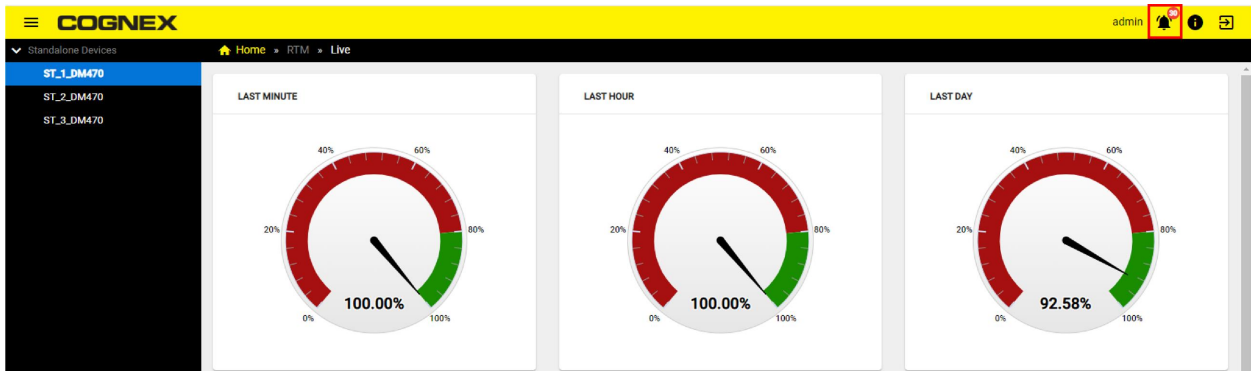 COGNEX
admin
30
Standalone Devices
Home » RTM » Live
ST_1_DM470
ST_2_DM470
ST_3_DM470
LAST MINUTE
40%
60%
20%
80%
100.00%
0%
100%
LAST HOUR
40%
60%
20%
80%
100.00%
0%
100%
LAST DAY
40%
60%
20%
80%
92.58%
0%
100%